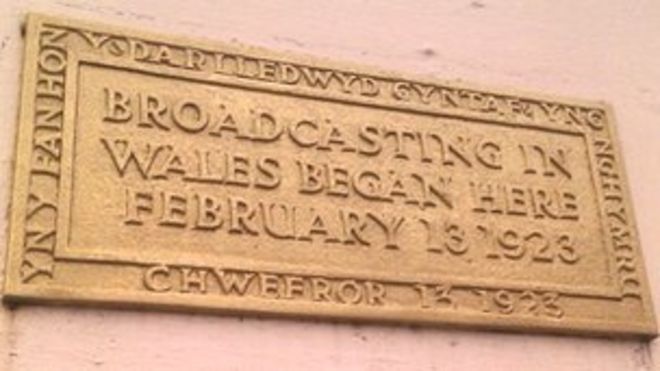 YN Y FAN HON
Y DARLLEDWYD GYNTAF YNG
NGHYMRU
CHWEFROR 13, 1923
BROADCASTING IN
WALES BEGAN HERE
FEBRUARY 13 1923